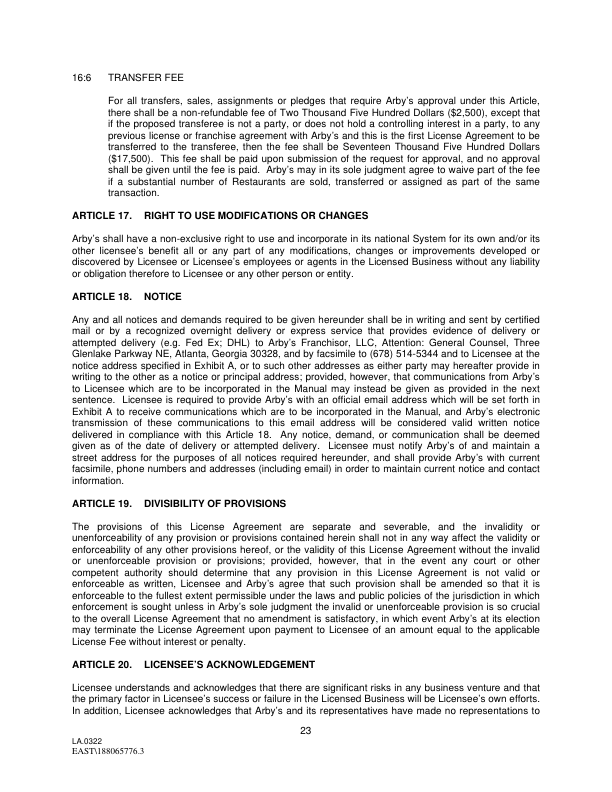 16:6 TRANSFER FEE
For all transfers, sales, assignments or pledges that require Arby's approval under this Article,
there shall be a non-refundable fee of Two Thousand Five Hundred Dollars ($2,500), except that
if the proposed transferee is not a party, or does not hold a controlling interest in a party, to any
previous license or franchise agreement with Arby's and this is the first License Agreement to be
transferred to the transferee, then the fee shall be Seventeen Thousand Five Hundred Dollars
($17,500). This fee shall be paid upon submission of the request for approval, and no approval
shall be given until the fee is paid. Arby's may in its sole judgment agree to waive part of the fee
if a substantial number of Restaurants are sold, transferred or assigned as part of the same
transaction.
ARTICLE 17. RIGHT TO USE MODIFICATIONS OR CHANGES
Arby's shall have a non-exclusive right to use and incorporate in its national System for its own and/or its
other licensee's benefit all or any part of any modifications, changes or improvements developed or
discovered by Licensee or Licensee's employees or agents in the Licensed Business without any liability
or obligation therefore to Licensee or any other person or entity.
ARTICLE 18. NOTICE
Any and all notices and demands required to be given hereunder shall be in writing and sent by certified
mail or by a recognized overnight delivery or express service that provides evidence of delivery or
attempted delivery (e.g. Fed Ex; DHL) to Arby's Franchisor, LLC, Attention: General Counsel, Three
Glenlake Parkway NE, Atlanta, Georgia 30328, and by facsimile to (678) 514-5344 and to Licensee at the
notice address specified in Exhibit A, or to such other addresses as either party may hereafter provide in
writing to the other as a notice or principal address; provided, however, that communications from Arby's
to Licensee which are to be incorporated in the Manual may instead be given as provided in the next
sentence. Licensee is required to provide Arby's with an official email address which will be set forth in
Exhibit A to receive communications which are to be incorporated in the Manual, and Arby's electronic
transmission of these communications to this email address will be considered valid written notice
delivered in compliance with this Article 18. Any notice, demand, or communication shall be deemed
given as of the date of delivery or attempted delivery. Licensee must notify Arby's of and maintain a
street address for the purposes of all notices required hereunder, and shall provide Arby's with current
facsimile, phone numbers and addresses (including email) in order to maintain current notice and contact
information.
ARTICLE 19. DIVISIBILITY OF PROVISIONS
The provisions of this License Agreement are separate and severable, and the invalidity or
unenforceability of any provision or provisions contained herein shall not in any way affect the validity or
enforceability of any other provisions hereof, or the validity of this License Agreement without the invalid
or unenforceable provision or provisions; provided, however, that in the event any court or other
competent authority should determine that any provision in this License Agreement is not valid or
enforceable as written, Licensee and Arby's agree that such provision shall be amended so that it is
enforceable to the fullest extent permissible under the laws and public policies of the jurisdiction in which
enforcement is sought unless in Arby's sole judgment the invalid or unenforceable provision is so crucial
to the overall License Agreement that no amendment is satisfactory, in which event Arby's at its election
may terminate the License Agreement upon payment to Licensee of an amount equal to the applicable
License Fee without interest or penalty.
ARTICLE 20. LICENSEE'S ACKNOWLEDGEMENT
Licensee understands and acknowledges that there are significant risks in any business venture and that
the primary factor in Licensee's success or failure in the Licensed Business will be Licensee's own efforts.
In addition, Licensee acknowledges that Arby's and its representatives have made no representations to
23
LA.0322
EAST\188065776.3